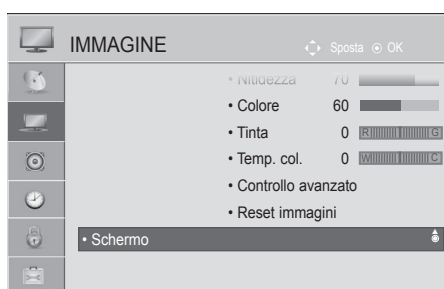 IMMAGINE
Sposta OK
• Nitidezza 70
• Colore 60
• Tinta 0 R G
• Temp. col. 0 W C
• Controllo avanzato
• Reset immagini
• Schermo